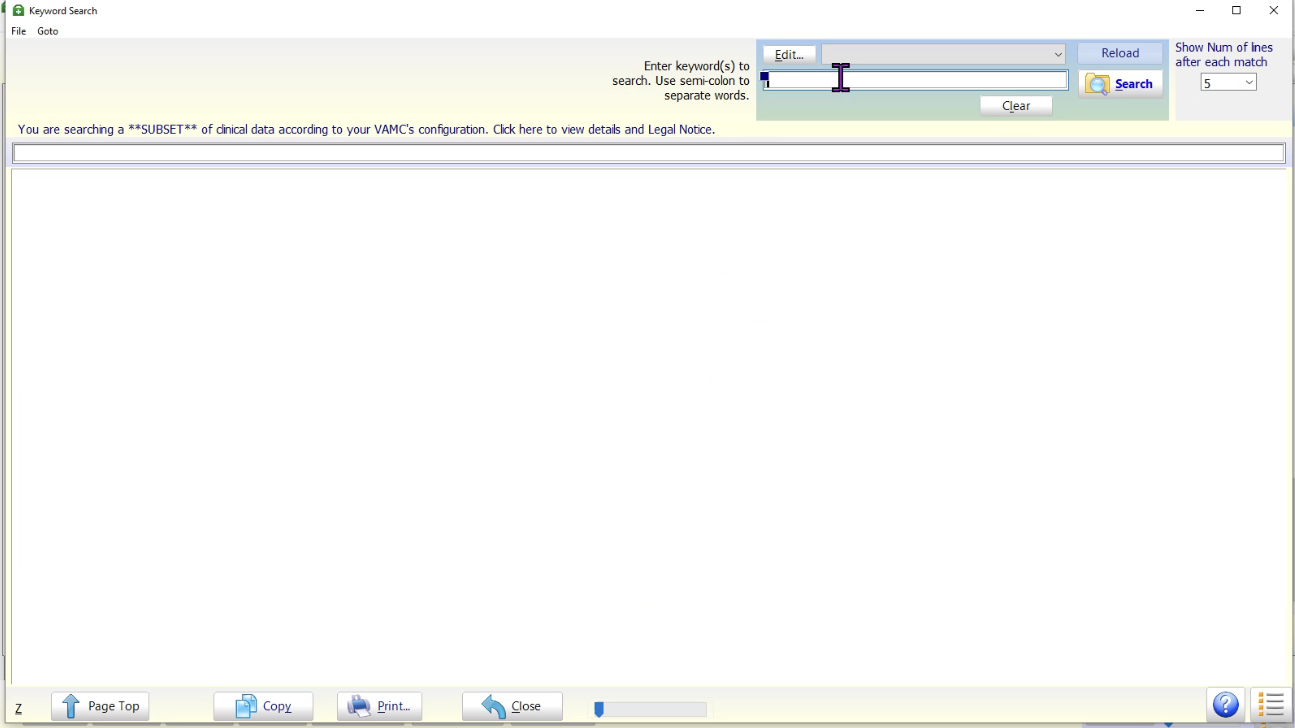 Keyword Search
File Goto
Enter keyword(s) to
search. Use semi-colon to
separate words.
Edit...
Reload
Search
Clear
Show Num of lines
after each match
5
You are searching a **SUBSET** of clinical data according to your VAMC's configuration. Click here to view details and Legal Notice.
Z Page Top Copy Print... Close ?